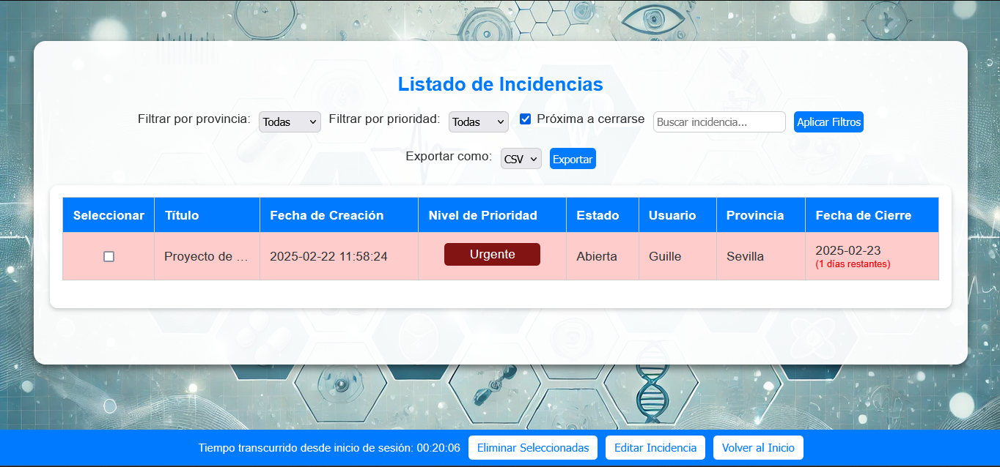 Listado de Incidencias
Filtrar por provincia: Todas Filtrar por prioridad: Todas Próxima a cerrarse Buscar incidencia... Aplicar Filtros
Exportar como: CSV Exportar
Seleccionar Título Fecha de Creación Nivel de Prioridad Estado Usuario Provincia Fecha de Cierre
Proyecto de ... 2025-02-22 11:58:24 Urgente Abierta Guille Sevilla 2025-02-23
(1 días restantes)
Tiempo transcurrido desde inicio de sesión: 00:20:06 Eliminar Seleccionadas Editar Incidencia Volver al Inicio